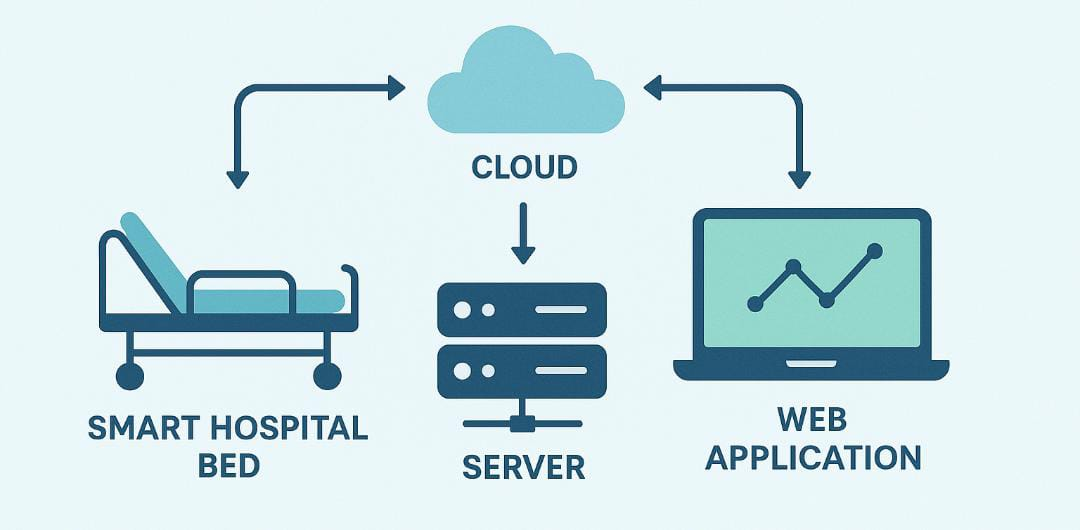 CLOUD
SMART HOSPITAL
BED
SERVER
WEB
APPLICATION